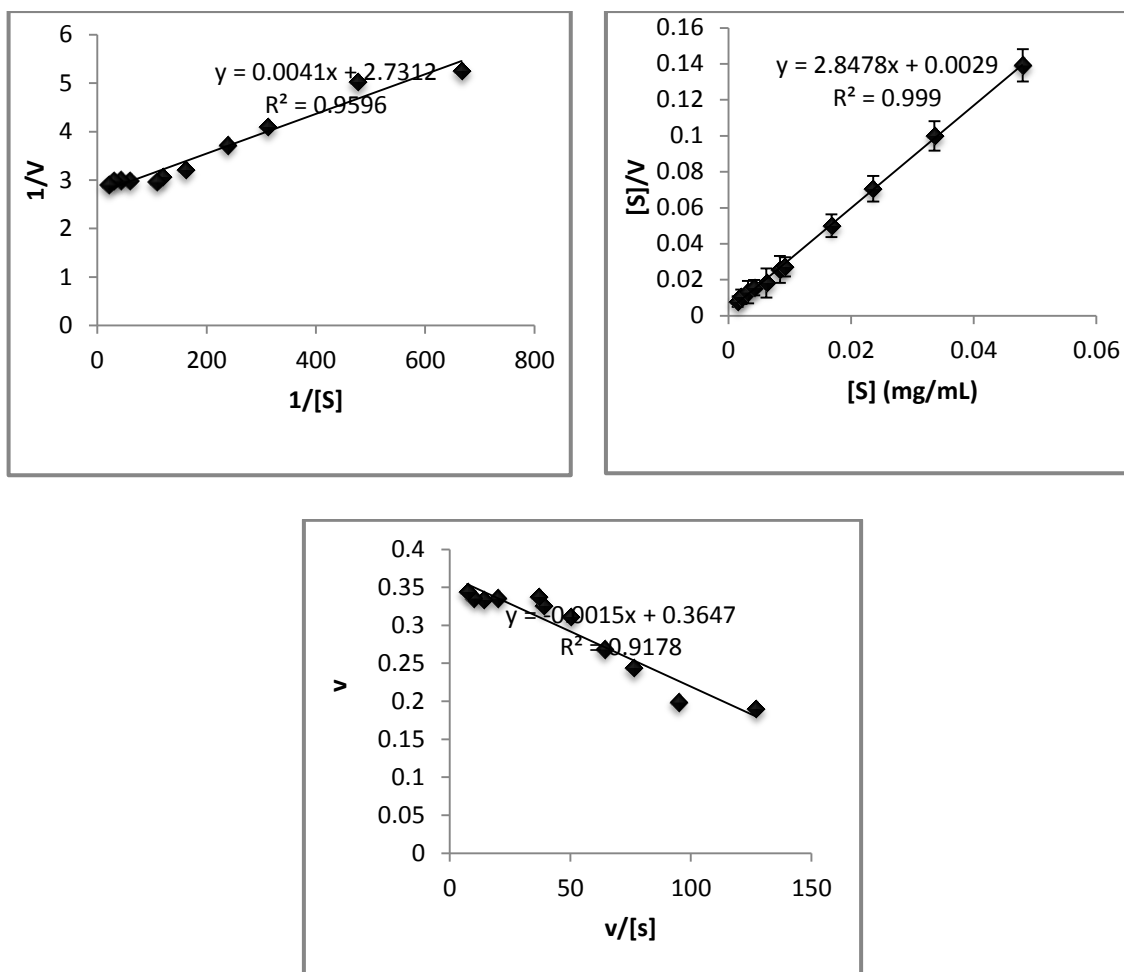 6
5
4
3
2
1
0
0 200 400 600 800
1/V
1/[S]
y = 0.0041x + 2.7312
R² = 0.9596
0.16
0.14
0.12
0.1
0.08
0.06
0.04
0.02
0
0 0.02 0.04 0.06
[S]/V
[S] (mg/mL)
y = 2.8478x + 0.0029
R² = 0.999
0.4
0.35
0.3
0.25
0.2
0.15
0.1
0.05
0
0 50 100 150
v
v/[s]
y = -0.0015x + 0.3647
R² = 0.9178